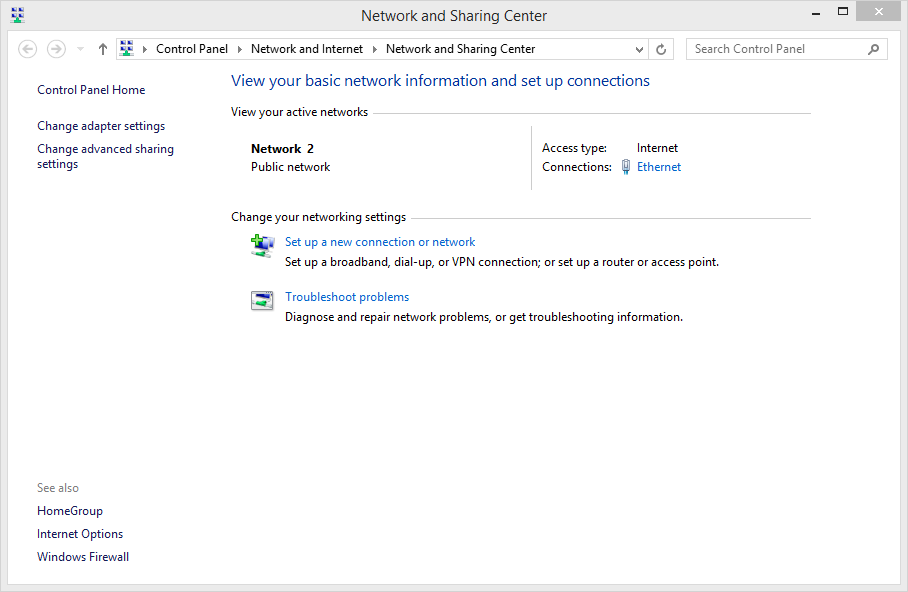 Network and Sharing Center
Control Panel Network and Internet Network and Sharing Center
Search Control Panel
Control Panel Home
Change adapter settings
Change advanced sharing
settings
View your basic network information and set up connections
View your active networks
Network 2
Public network
Access type: Internet
Connections: Ethernet
Change your networking settings
Set up a new connection or network
Set up a broadband, dial-up, or VPN connection; or set up a router or access point.
Troubleshoot problems
Diagnose and repair network problems, or get troubleshooting information.
See also
HomeGroup
Internet Options
Windows Firewall